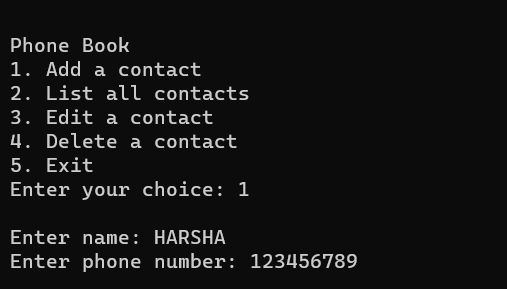 Phone Book
1. Add a contact
2. List all contacts
3. Edit a contact
4. Delete a contact
5. Exit
Enter your choice: 1
Enter name: HARSHA
Enter phone number: 123456789